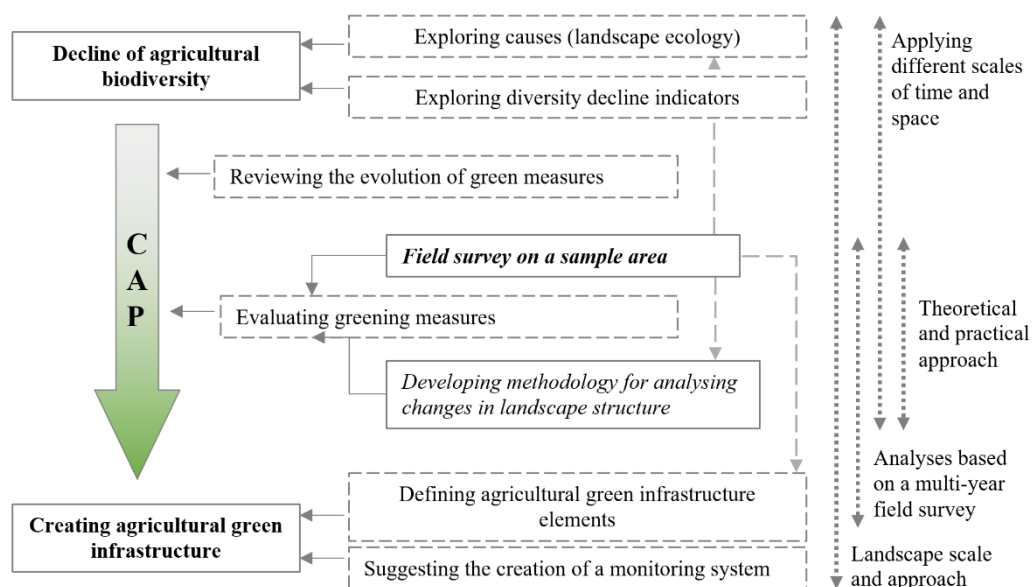 Decline of agricultural
biodiversity
Exploring causes (landscape ecology)
Exploring diversity decline indicators
Applying
different scales
of time and
space
Reviewing the evolution of green measures
C
A
P
Field survey on a sample area
Evaluating greening measures
Developing methodology for analysing
changes in landscape structure
Theoretical
and practical
approach
Analyses based
on a multi-year
field survey
Creating agricultural green
infrastructure
Defining agricultural green infrastructure
elements
Suggesting the creation of a monitoring system
Landscape scale
and approach